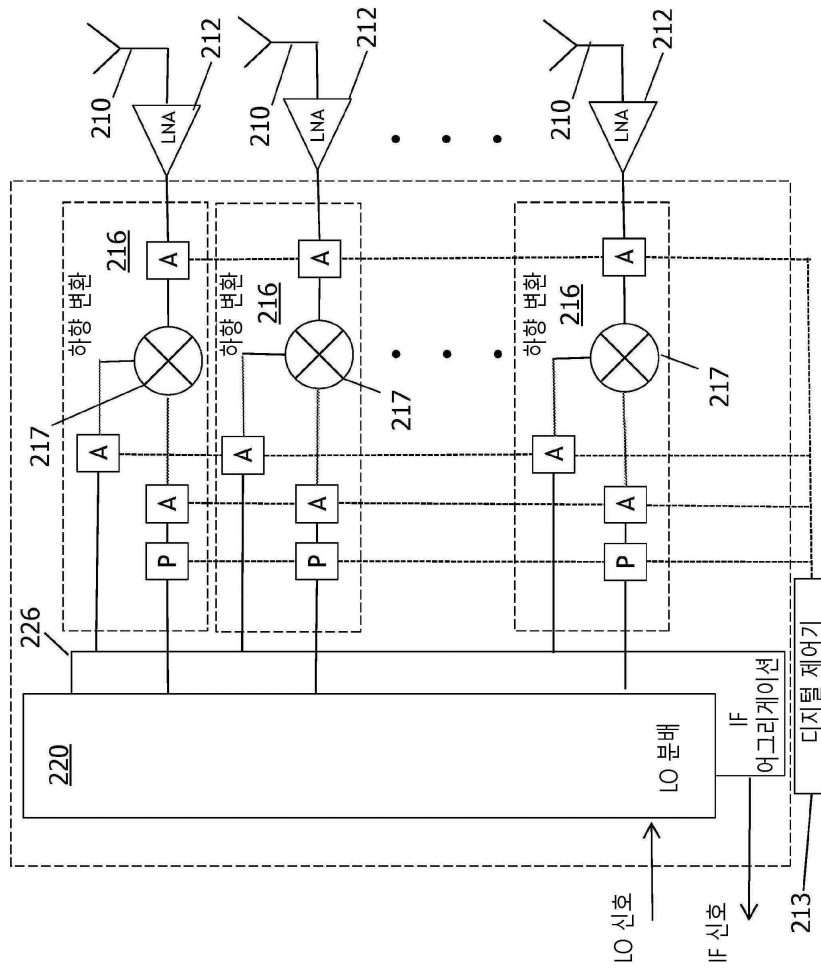 226
220
217
하향 변환
216
A
P
A
A
LNA
210
212
하향 변환
216
A
P
A
A
217
LNA
210
212
하향 변환
216
A
P
A
A
217
LNA
210
212
LO 신호
LO 분배
IF 신호
IF
어그리게이션
213
디지털 제어기